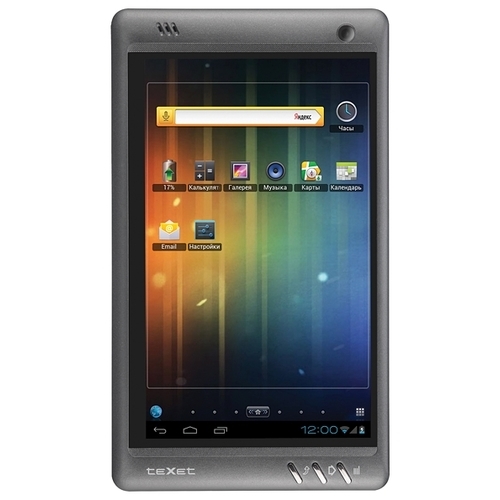 Яндекс
Часы
17%
Калькулят
Галерея
Музыка
Карты
Календарь
Email
Настройки
12:00
teXet